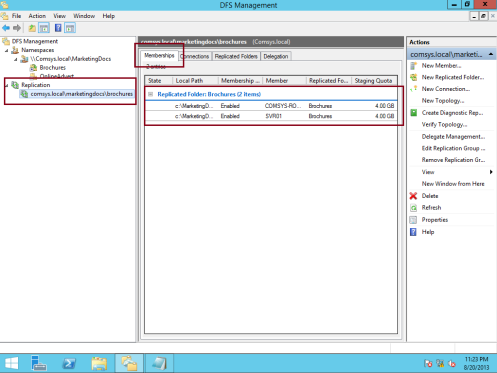 DFS Management
File Action View Window Help
DFS Management
Namespaces
\\Comsys.local\MarketingDocs
Brochures
OnlineAdvert
Replication
comsys.local\marketingdocs\brochures
comsys.local\marketingdocs\brochures (Comsys.local)
Memberships Connections Replicated Folders Delegation
2 entries
State Local Path Membership ... Member Replicated Fo... Staging Quota
Replicated Folder: Brochures (2 items)
c:\MarketingD... Enabled COMSYS-RO... Brochures 4.00 GB
c:\MarketingD... Enabled SVR01 Brochures 4.00 GB
Actions
comsys.local\marketi...
New Member...
New Replicated Folder...
New Connection...
New Topology...
Create Diagnostic Rep...
Verify Topology...
Delegate Management...
Edit Replication Group ...
Remove Replication Gr...
View
New Window from Here
Delete
Refresh
Properties
Help
11:23 PM
8/20/2013